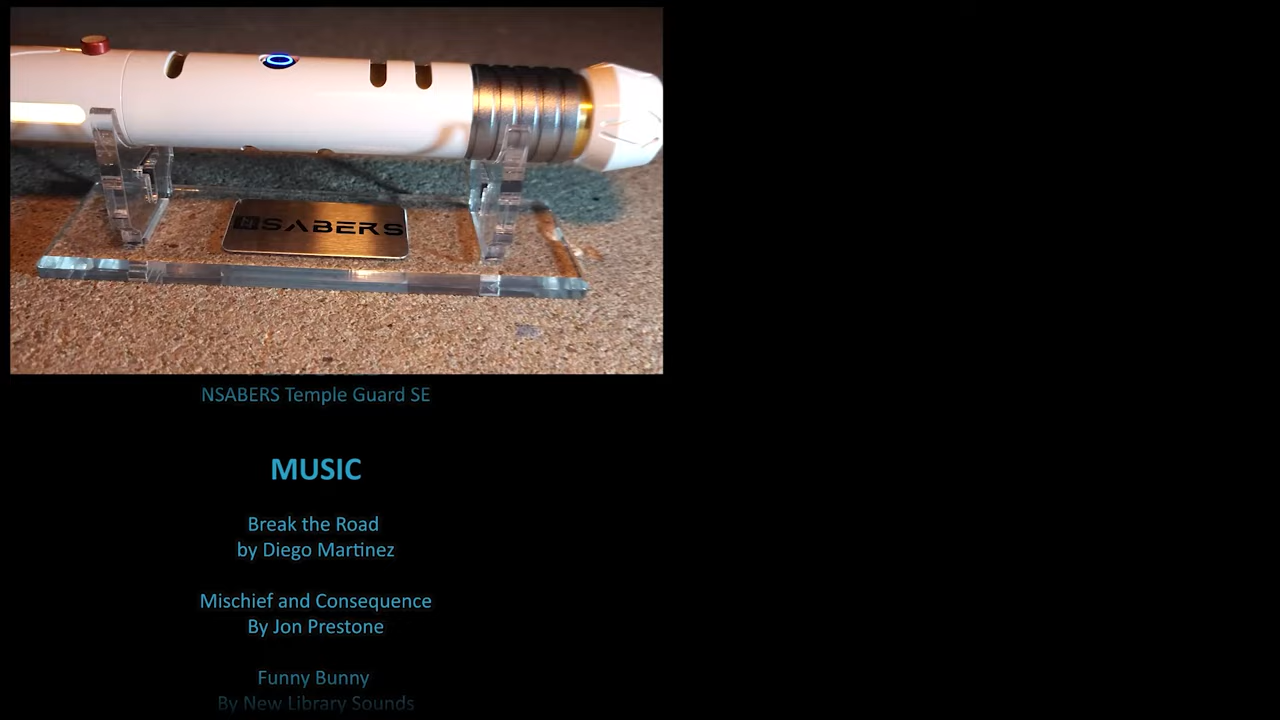 NSABERS
NSABERS Temple Guard SE
MUSIC
Break the Road
by Diego Martinez
Mischief and Consequence
By Jon Prestone
Funny Bunny
By New Library Sounds